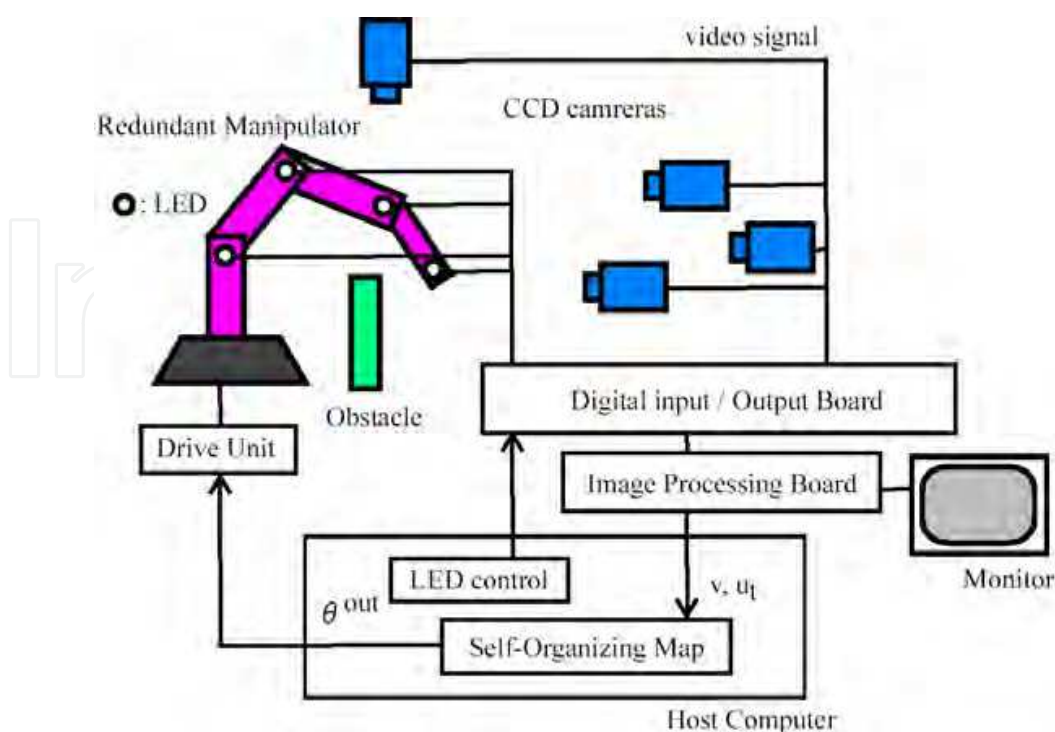 video signal
CCD camreras
Redundant Manipulator
: LED
Obstacle
Digital input / Output Board
Drive Unit
Image Processing Board
LED control
v, ut
Monitor
θ out
Self-Organizing Map
Host Computer